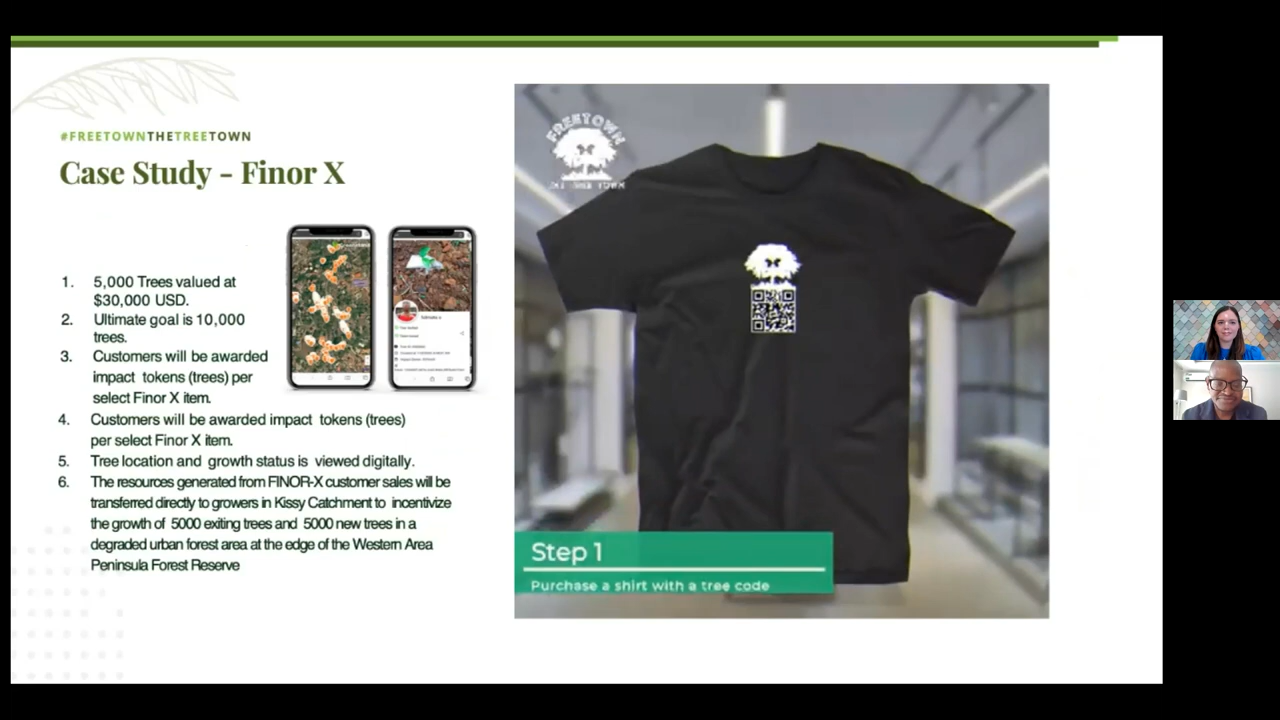 #FREETOWNTHETREETOWN
Case Study - Finor X
1. 5,000 Trees valued at
$30,000 USD.
2. Ultimate goal is 10,000
trees.
3. Customers will be awarded
impact tokens (trees) per
select Finor X item.
4. Customers will be awarded impact tokens (trees)
per select Finor X item.
5. Tree location and growth status is viewed digitally.
6. The resources generated from FINOR-X customer sales will be
transferred directly to growers in Kissy Catchment to incentivize
the growth of 5000 exiting trees and 5000 new trees in a
degraded urban forest area at the edge of the Western Area
Peninsula Forest Reserve
FREETOWN
Step 1
Purchase a shirt with a tree code